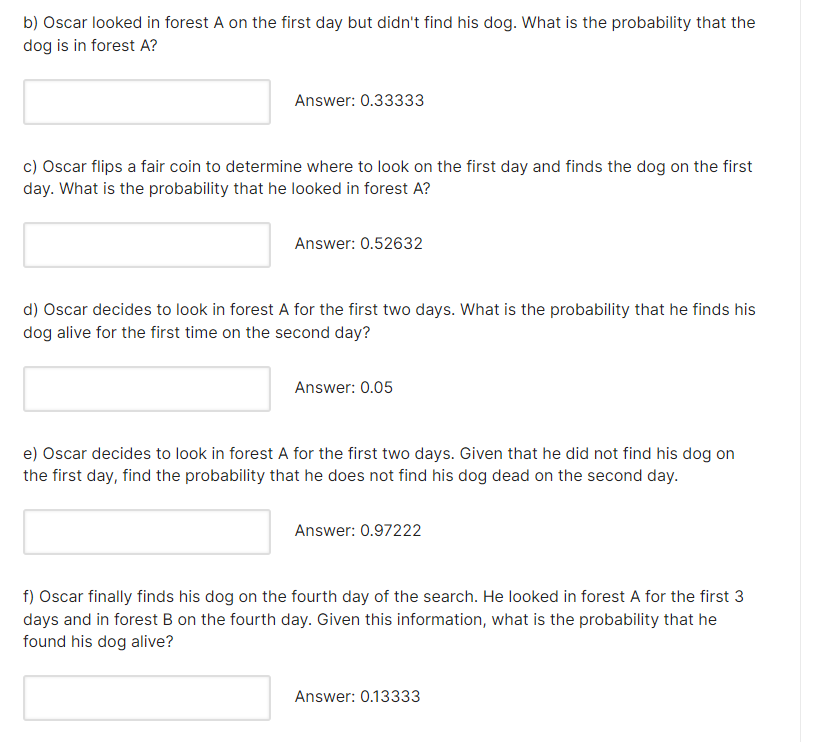 b) Oscar looked in forest A on the first day but didn't find his dog. What is the probability that the
dog is in forest A?
Answer: 0.33333
c) Oscar flips a fair coin to determine where to look on the first day and finds the dog on the first
day. What is the probability that he looked in forest A?
Answer: 0.52632
d) Oscar decides to look in forest A for the first two days. What is the probability that he finds his
dog alive for the first time on the second day?
Answer: 0.05
e) Oscar decides to look in forest A for the first two days. Given that he did not find his dog on
the first day, find the probability that he does not find his dog dead on the second day.
Answer: 0.97222
f) Oscar finally finds his dog on the fourth day of the search. He looked in forest A for the first 3
days and in forest B on the fourth day. Given this information, what is the probability that he
found his dog alive?
Answer: 0.13333